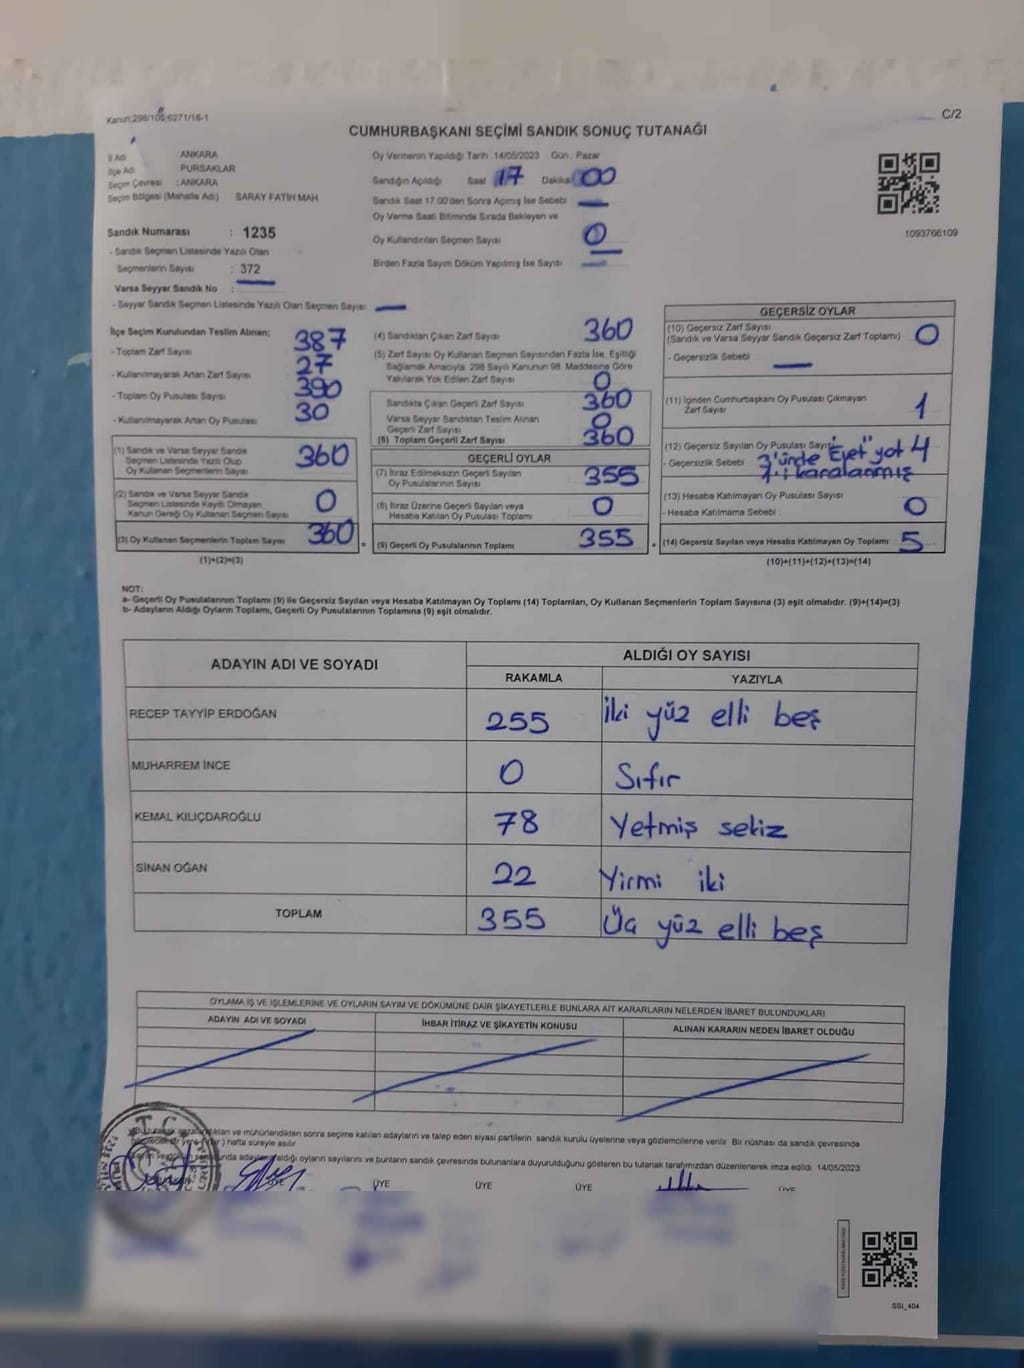 Kanun:298/105;6271/18-1
C/2
CUMHURBAŞKANI SEÇİMİ SANDIK SONUÇ TUTANAĞI
İl Adı ANKARA
İlçe Adı PURSAKLAR
Seçim Çevresi : ANKARA
Seçim Bölgesi (Mahalle Adı) SARAY FATİH MAH.
Sandık Numarası : 1235
- Sandık Seçmen Listesinde Yazılı Olan
Seçmenlerin Sayısı : 372
Varsa Seyyar Sandık No :
- Seyyar Sandık Seçmen Listesinde Yazılı Olan Seçmen Sayısı
Oy Vermenin Yapıldığı Tarih 14/05/2023 Gün : Pazar
Sandığın Açıldığı Saat 17 Dakika 00
Sandık Saat 17.00'den Sonra Açımış İse Sebebi
Oy Verme Saati Bitiminde Sırada Bekleyen ve
Oy Kullandırılan Seçmen Sayısı 0
Birden Fazla Sayım Döküm Yapılmış İse Sayısı
1093766109
İlçe Seçim Kurulundan Teslim Alınan;
- Toplam Zarf Sayısı 387
- Kullanılmayarak Artan Zarf Sayısı 27
- Toplam Oy Pusulası Sayısı 390
- Kullanılmayarak Artan Oy Pusulası 30
(1) Sandık ve Varsa Seyyar Sandık
Seçmen Listesinde Yazılı Olup
Oy Kullanan Seçmenlerin Sayısı 360
(2) Sandık ve Varsa Seyyar Sandık
Seçmen Listesinde Kayıtlı Olmayan
Kanun Gereği Oy Kullanan Seçmen Sayısı 0
(3) Oy Kullanan Seçmenlerin Toplam Sayısı 360
(1)+(2)=(3)
=
(4) Sandıktan Çıkan Zarf Sayısı 360
(5) Zarf Sayısı Oy Kullanan Seçmen Sayısından Fazla İse, Eşitliği
Sağlamak Amacıyla, 298 Sayılı Kanunun 98. Maddesine Göre
Yakılarak Yok Edilen Zarf Sayısı 0
Sandıkta Çıkan Geçerli Zarf Sayısı 360
Varsa Seyyar Sandıktan Teslim Alınan
Geçerli Zarf Sayısı 0
(6) Toplam Geçerli Zarf Sayısı 360
GEÇERLİ OYLAR
(7) İtiraz Edilmeksizin Geçerli Sayılan
Oy Pusulalarının Sayısı 355
(8) İtiraz Üzerine Geçerli Sayılan veya
Hesaba Katılan Oy Pusulası Toplamı 0
(9) Geçerli Oy Pusulalarının Toplamı 355
+
GEÇERSİZ OYLAR
(10) Geçersiz Zarf Sayısı
(Sandık ve Varsa Seyyar Sandık Geçersiz Zarf Toplamı) 0
- Geçersizlik Sebebi
(11) İçinden Cumhurbaşkanı Oy Pusulası Çıkmayan
Zarf Sayısı 1
(12) Geçersiz Sayılan Oy Pusulası Sayısı 4
- Geçersizlik Sebebi 3'ünde "Evet" yok
1'i karalanmış
(13) Hesaba Katılmayan Oy Pusulası Sayısı
- Hesaba Katılmama Sebebi : 0
(14) Geçersiz Sayılan veya Hesaba Katılmayan Oy Toplamı 5
(10)+(11)+(12)+(13)=(14)
NOT:
a- Geçerli Oy Pusulalarının Toplamı (9) ile Geçersiz Sayılan veya Hesaba Katılmayan Oy Toplamı (14) Toplamları, Oy Kullanan Seçmenlerin Toplam Sayısına (3) eşit olmalıdır. (9)+(14)=(3)
b- Adayların Aldığı Oyların Toplamı, Geçerli Oy Pusulalarının Toplamına (9) eşit olmalıdır.
ADAYIN ADI VE SOYADI ALDIĞI OY SAYISI
RAKAMLA YAZIYLA
RECEP TAYYİP ERDOĞAN 255 İki yüz elli beş
MUHARREM İNCE 0 Sıfır
KEMAL KILIÇDAROĞLU 78 Yetmiş sekiz
SİNAN OĞAN 22 Yirmi iki
TOPLAM 355 Üç yüz elli beş
OYLAMA İŞ VE İŞLEMLERİNE VE OYLARIN SAYIM VE DÖKÜMÜNE DAİR ŞİKAYETLERLE BUNLARA AİT KARARLARIN NELERDEN İBARET BULUNDUKLARI
ADAYIN ADI VE SOYADI İHBAR İTİRAZ VE ŞİKAYETİN KONUSU ALINAN KARARIN NEDEN İBARET OLDUĞU
Bu tutanak ve mühürlendikten sonra seçime katılan adayların ve talep eden siyasi partilerin sandık kurulu üyelerine veya gözlemcilerine verilir. Bir nüshası da sandık çevresinde
hafta süreyle asılır
aldığı oyların sayılarını ve bunların sandık çevresinde bulunanlara duyurulduğunu gösteren bu tutanak tarafımızdan düzenlenerek imza edildi. 14/05/2023
ÜYE ÜYE ÜYE ÜYE ÜYE
T.C.
SSI_404